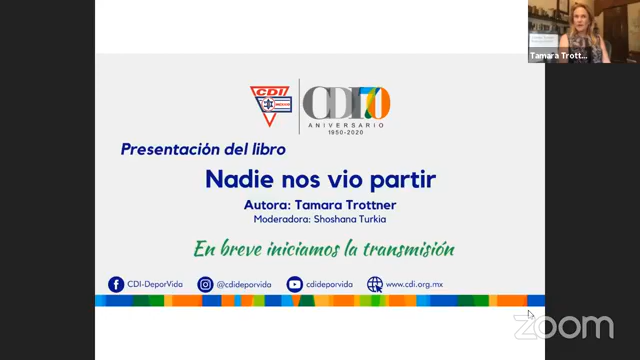 Tamara Trott...
CDI
CDI70
ANIVERSARIO
1950-2020
Presentación del libro
Nadie nos vio partir
Autora: Tamara Trottner
Moderadora: Shoshana Turkia
En breve iniciamos la transmisión
CDI-DeporVida @cdideporvida cdideporvida www.cdi.org.mx
zoom